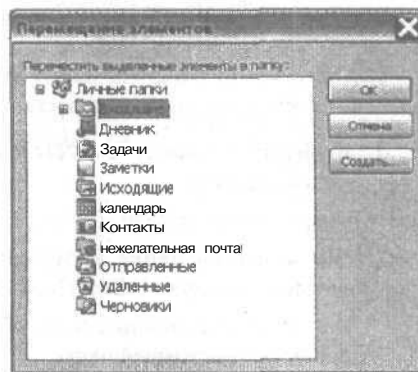 Перемещение элементов
Переместить выделенные элементы в папку:
Личные папки
Дневник
Задачи
Заметки
Исходящие
календарь
Контакты
нежелательная почта
Отправленные
Удаленные
Черновики
ОК
Отмена
Создать...